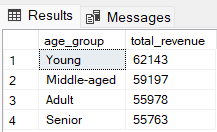 Results Messages
age_group total_revenue
1 Young 62143
2 Middle-aged 59197
3 Adult 55978
4 Senior 55763